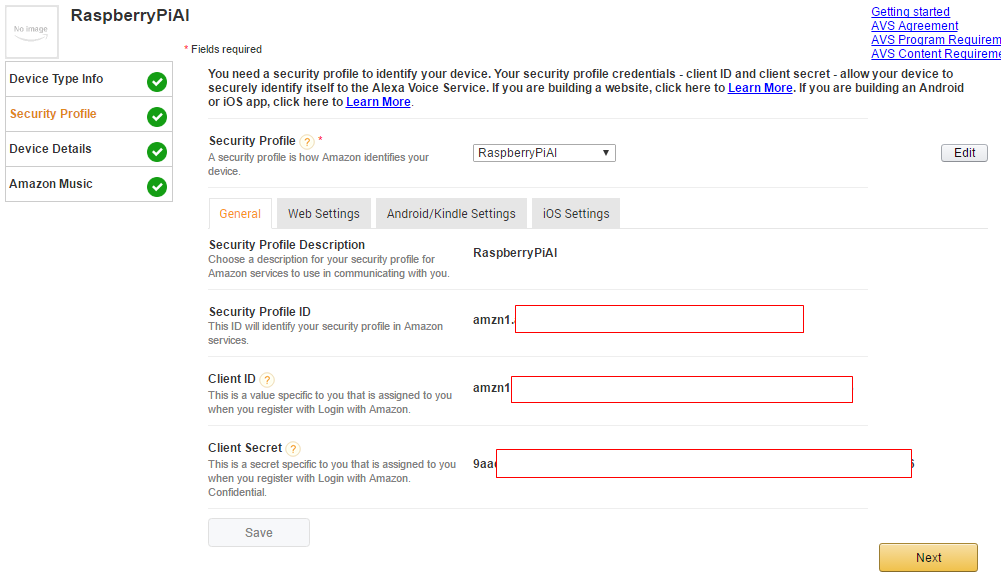 No image
RaspberryPiAI
Getting started
AVS Agreement
AVS Program Requirem
AVS Content Requireme
* Fields required
Device Type Info
Security Profile
Device Details
Amazon Music
You need a security profile to identify your device. Your security profile credentials - client ID and client secret - allow your device to
securely identify itself to the Alexa Voice Service. If you are building a website, click here to Learn More. If you are building an Android
or iOS app, click here to Learn More.
Security Profile ? *
A security profile is how Amazon identifies your
device.
RaspberryPiAI
Edit
General
Web Settings
Android/Kindle Settings
iOS Settings
Security Profile Description
Choose a description for your security profile for
Amazon services to use in communicating with you.
RaspberryPiAI
Security Profile ID
This ID will identify your security profile in Amazon
services.
amzn1.
Client ID ?
This is a value specific to you that is assigned to you
when you register with Login with Amazon.
amzn1
Client Secret ?
This is a secret specific to you that is assigned to you
when you register with Login with Amazon.
Confidential.
9aa
Save
Next